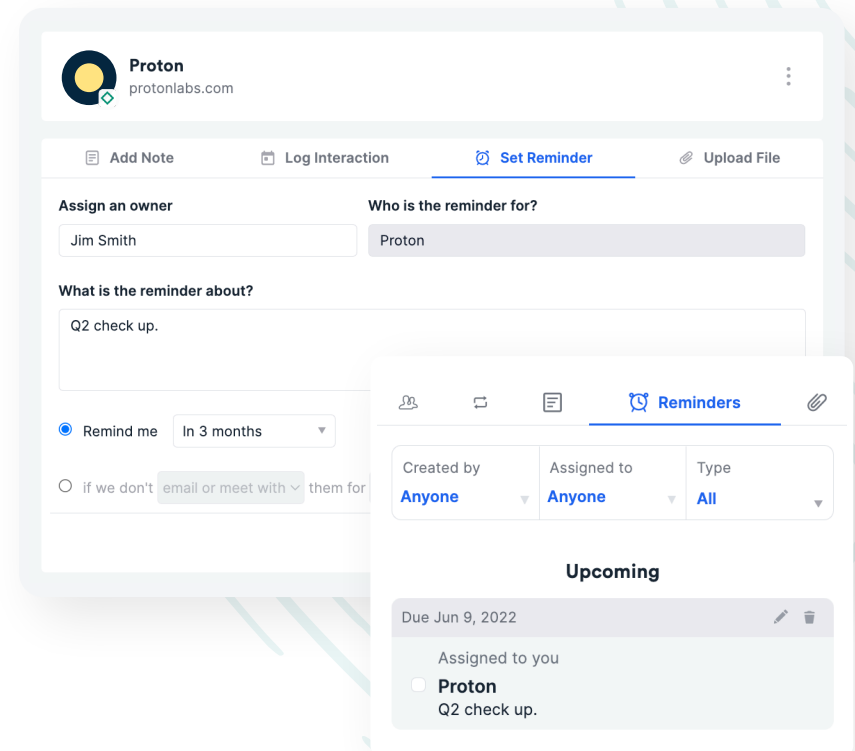 Proton
protonlabs.com
Add Note
Log Interaction
Set Reminder
Upload File
Assign an owner
Who is the reminder for?
Jim Smith
Proton
What is the reminder about?
Q2 check up.
Remind me
In 3 months
if we don't email or meet with them for
Reminders
Created by
Assigned to
Type
Anyone
Anyone
All
Upcoming
Due Jun 9, 2022
Assigned to you
Proton
Q2 check up.